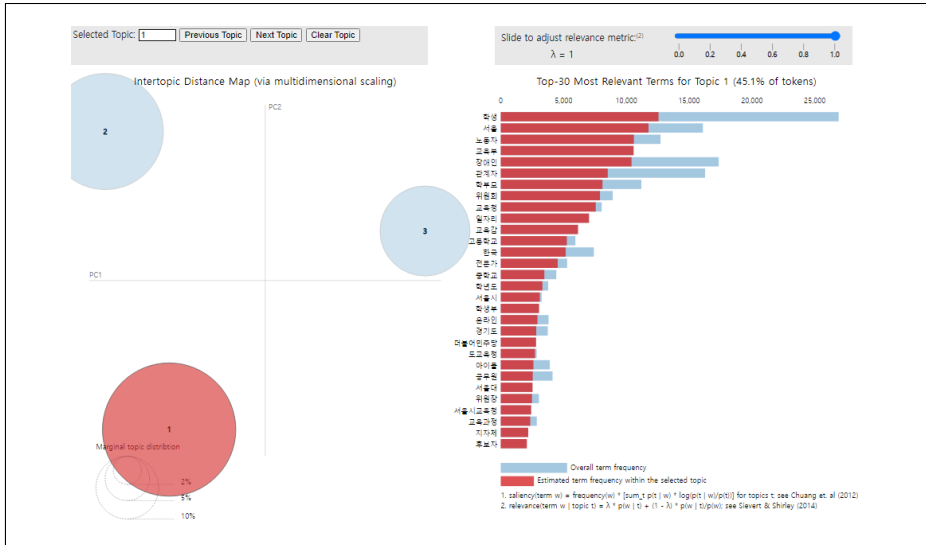 Selected Topic: 1 Previous Topic Next Topic Clear Topic
Slide to adjust relevance metric:(2)
λ = 1
0.0 0.2 0.4 0.6 0.8 1.0
Intertopic Distance Map (via multidimensional scaling)
PC2
PC1
2
3
1
Marginal topic distribtion
2%
5%
10%
Top-30 Most Relevant Terms for Topic 1 (45.1% of tokens)
0 5,000 10,000 15,000 20,000 25,000
학생
서울
노동자
교육부
장애인
관계자
학부모
위원회
교육청
일자리
교육감
고등학교
한국
전문가
중학교
학년도
서울시
학생부
온라인
경기도
더불어민주당
도교육청
아이들
공무원
서울대
위원장
서울시교육청
교육과정
지자체
후보자
Overall term frequency
Estimated term frequency within the selected topic
1. saliency(term w) = frequency(w) * [sum_t p(t | w) * log(p(t | w)/p(t))] for topics t; see Chuang et. al (2012)
2. relevance(term w | topic t) = λ * p(w | t) + (1 - λ) * p(w | t)/p(w); see Sievert & Shirley (2014)